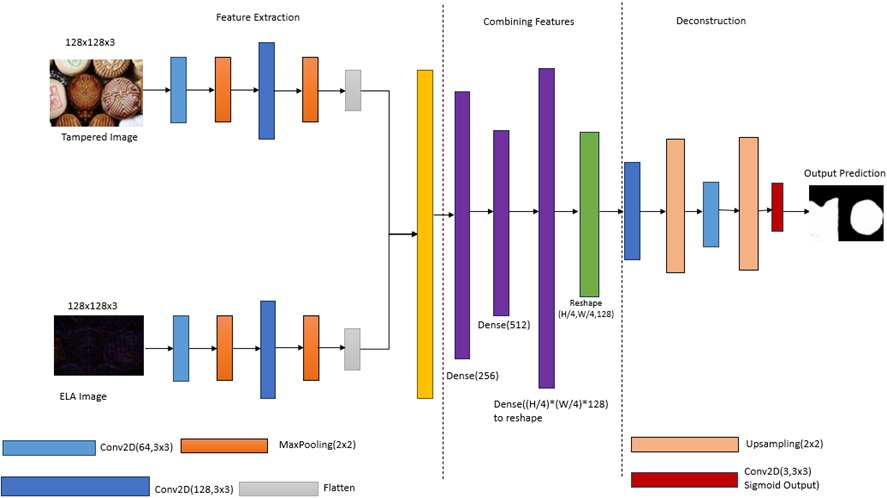 Feature Extraction
Combining Features
Deconstruction
128x128x3
Tampered Image
Output Prediction
128x128x3
ELA Image
Reshape
(H/4,W/4,128)
Dense(512)
Dense(256)
Dense((H/4)*(W/4)*128)
to reshape
Conv2D(64,3x3)
MaxPooling(2x2)
Upsampling(2x2)
Conv2D(128,3x3)
Flatten
Conv2D(3,3x3)
Sigmoid Output)